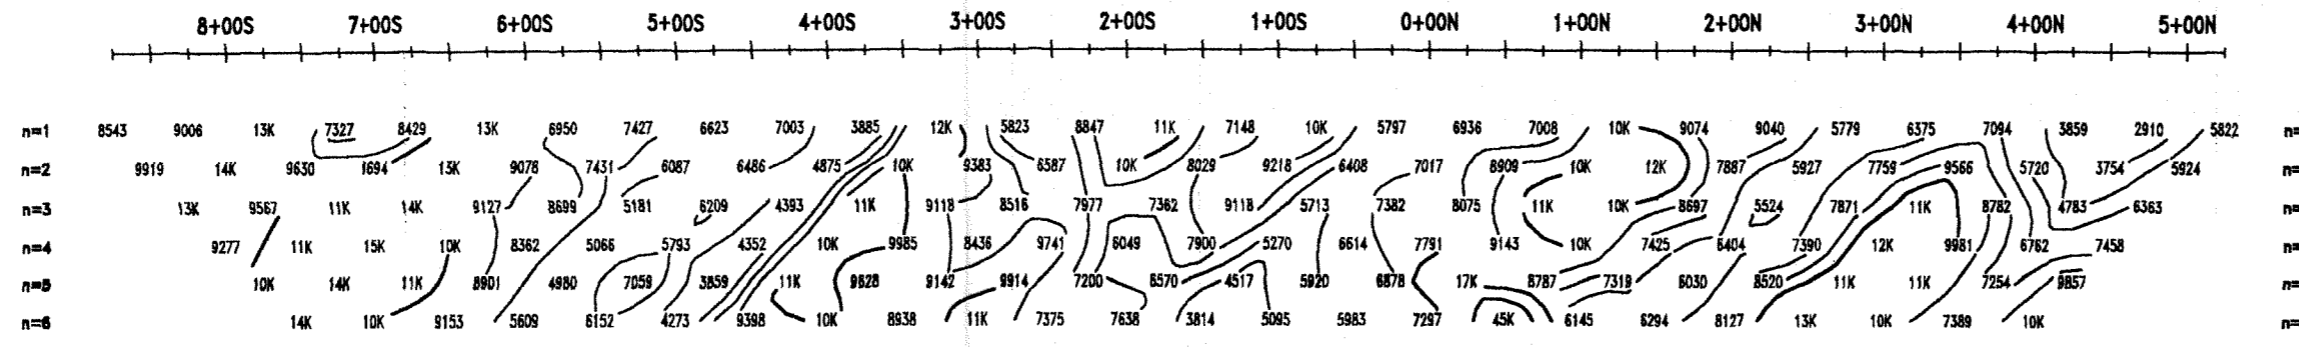 8+00S 7+00S 6+00S 5+00S 4+00S 3+00S 2+00S 1+00S 0+00N 1+00N 2+00N 3+00N 4+00N 5+00N
n=1 8543 9006 13K 7327 8429 13K 6950 7427 6623 7003 3885 12K 5823 8847 11K 7148 10K 5797 6936 7008 10K 9074 9040 5779 6375 7094 3859 2910 5822 n=
n=2 9919 14K 9630 1694 13K 9078 7431 6087 6486 4875 10K 9383 6587 10K 8029 9218 6408 7017 8909 10K 12K 7887 5927 7759 9566 5720 3754 5924 n=
n=3 13K 9567 11K 14K 9127 8699 5181 6209 4393 11K 9118 8516 7977 7362 9118 5713 7382 8075 11K 10K 8697 5524 7871 11K 8782 4783 6363 n=
n=4 9277 11K 15K 10K 8362 5066 5793 4352 10K 9985 8436 9741 6049 7900 5270 6614 7791 9143 10K 7425 6404 7390 12K 9981 6762 7458 n=
n=5 10K 14K 11K 8901 4980 7059 3859 11K 9828 9142 9914 7200 6570 4517 5920 6878 17K 8787 7319 6030 8520 11K 11K 7254 9857 n=
n=6 14K 10K 9153 5609 6152 4273 9398 10K 8938 11K 7375 7638 3814 5095 5983 7297 45K 6145 6294 8127 13K 10K 7389 10K n=